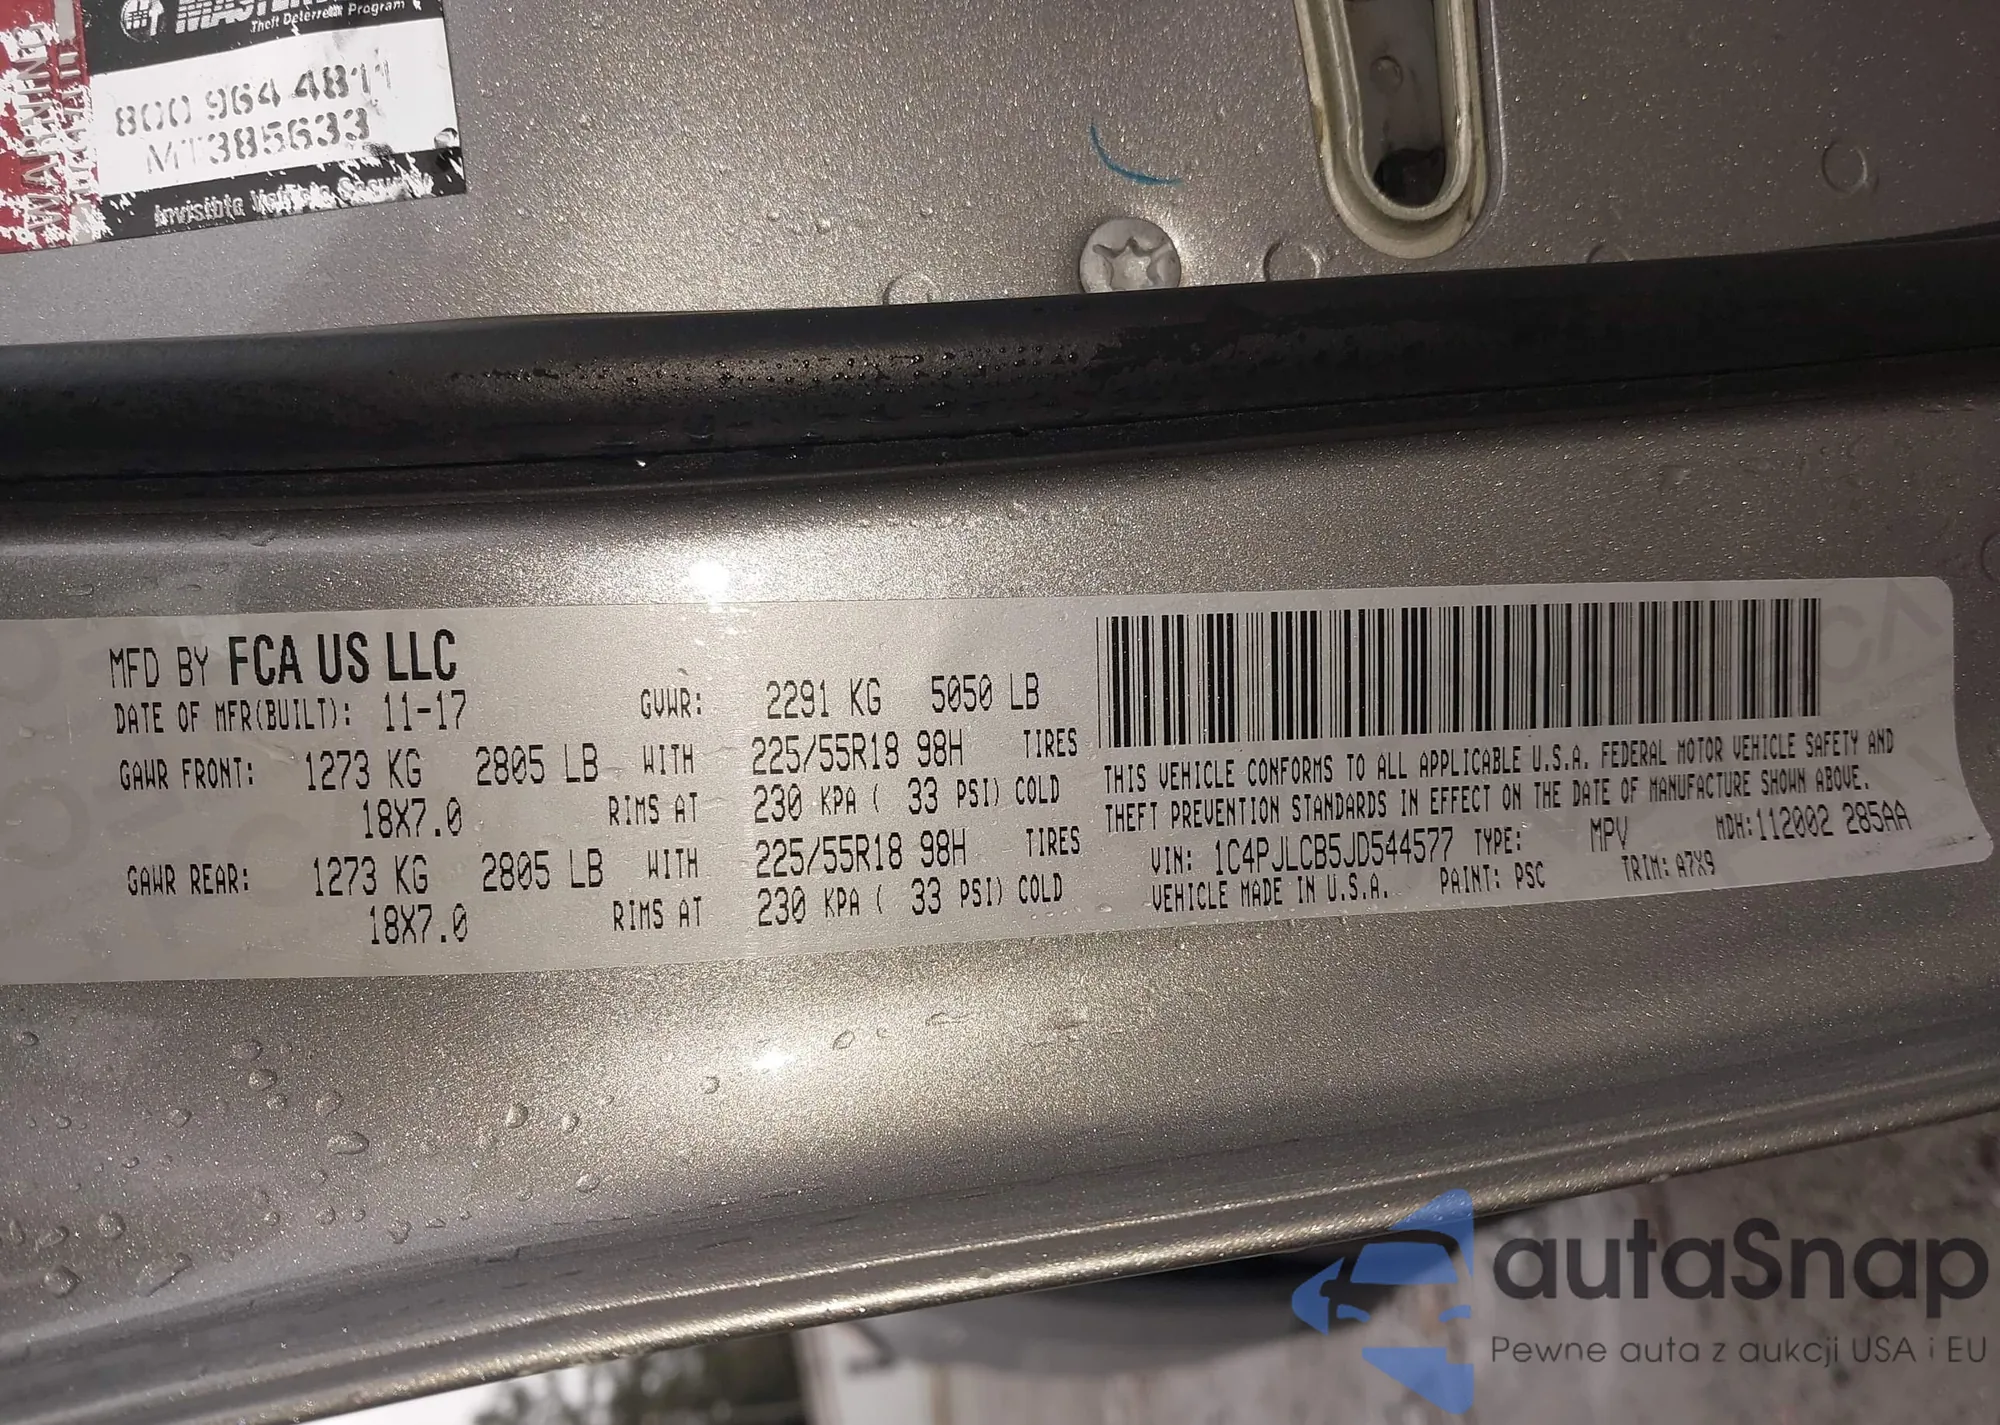 Theft Deterrent Program
WARNING
800 964 4811
MT385633
Invisible Vehicle Security
MFD BY FCA US LLC
DATE OF MFR(BUILT): 11-17
GVWR: 2291 KG 5050 LB
GAWR FRONT: 1273 KG 2805 LB WITH 225/55R18 98H TIRES
18X7.0 RIMS AT 230 KPA ( 33 PSI) COLD
GAWR REAR: 1273 KG 2805 LB WITH 225/55R18 98H TIRES
18X7.0 RIMS AT 230 KPA ( 33 PSI) COLD
THIS VEHICLE CONFORMS TO ALL APPLICABLE U.S.A. FEDERAL MOTOR VEHICLE SAFETY AND
THEFT PREVENTION STANDARDS IN EFFECT ON THE DATE OF MANUFACTURE SHOWN ABOVE.
VIN: 1C4PJLCB5JD544577 TYPE: MPV MDH:112002 285AA
VEHICLE MADE IN U.S.A. PAINT: PSC TRIM: A7X9
autaSnap
Pewne auta z aukcji USA i EU